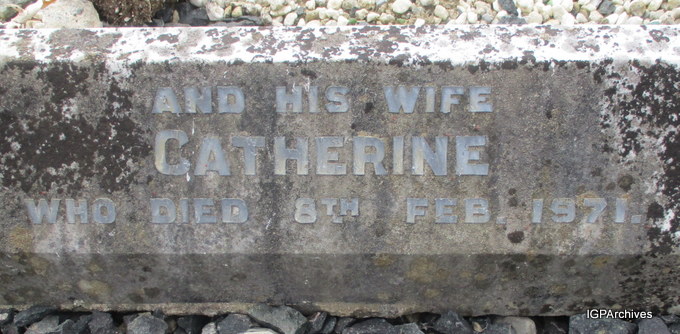 AND HIS WIFE
CATHERINE
WHO DIED 8TH FEB. 1971.
IGPArchives